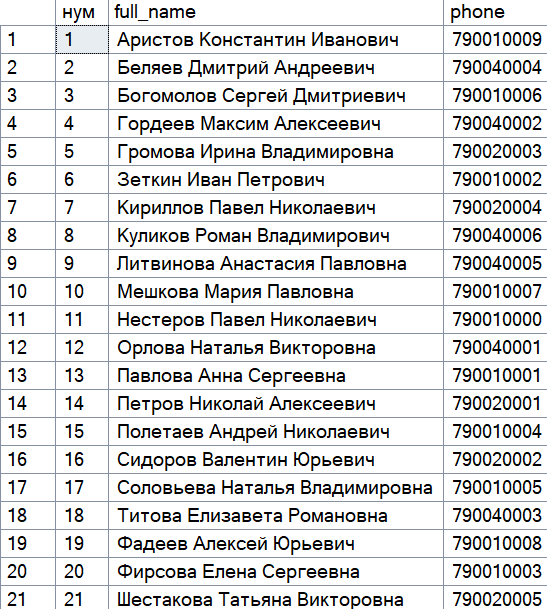 нум full_name phone
1 1 Аристов Константин Иванович 790010009
2 2 Беляев Дмитрий Андреевич 790040004
3 3 Богомолов Сергей Дмитриевич 790010006
4 4 Гордеев Максим Алексеевич 790040002
5 5 Громова Ирина Владимировна 790020003
6 6 Зеткин Иван Петрович 790010002
7 7 Кириллов Павел Николаевич 790020004
8 8 Куликов Роман Владимирович 790040006
9 9 Литвинова Анастасия Павловна 790040005
10 10 Мешкова Мария Павловна 790010007
11 11 Нестеров Павел Николаевич 790010000
12 12 Орлова Наталья Викторовна 790040001
13 13 Павлова Анна Сергеевна 790010001
14 14 Петров Николай Алексеевич 790020001
15 15 Полетаев Андрей Николаевич 790010004
16 16 Сидоров Валентин Юрьевич 790020002
17 17 Соловьева Наталья Владимировна 790010005
18 18 Титова Елизавета Романовна 790040003
19 19 Фадеев Алексей Юрьевич 790010008
20 20 Фирсова Елена Сергеевна 790010003
21 21 Шестакова Татьяна Викторовна 790020005